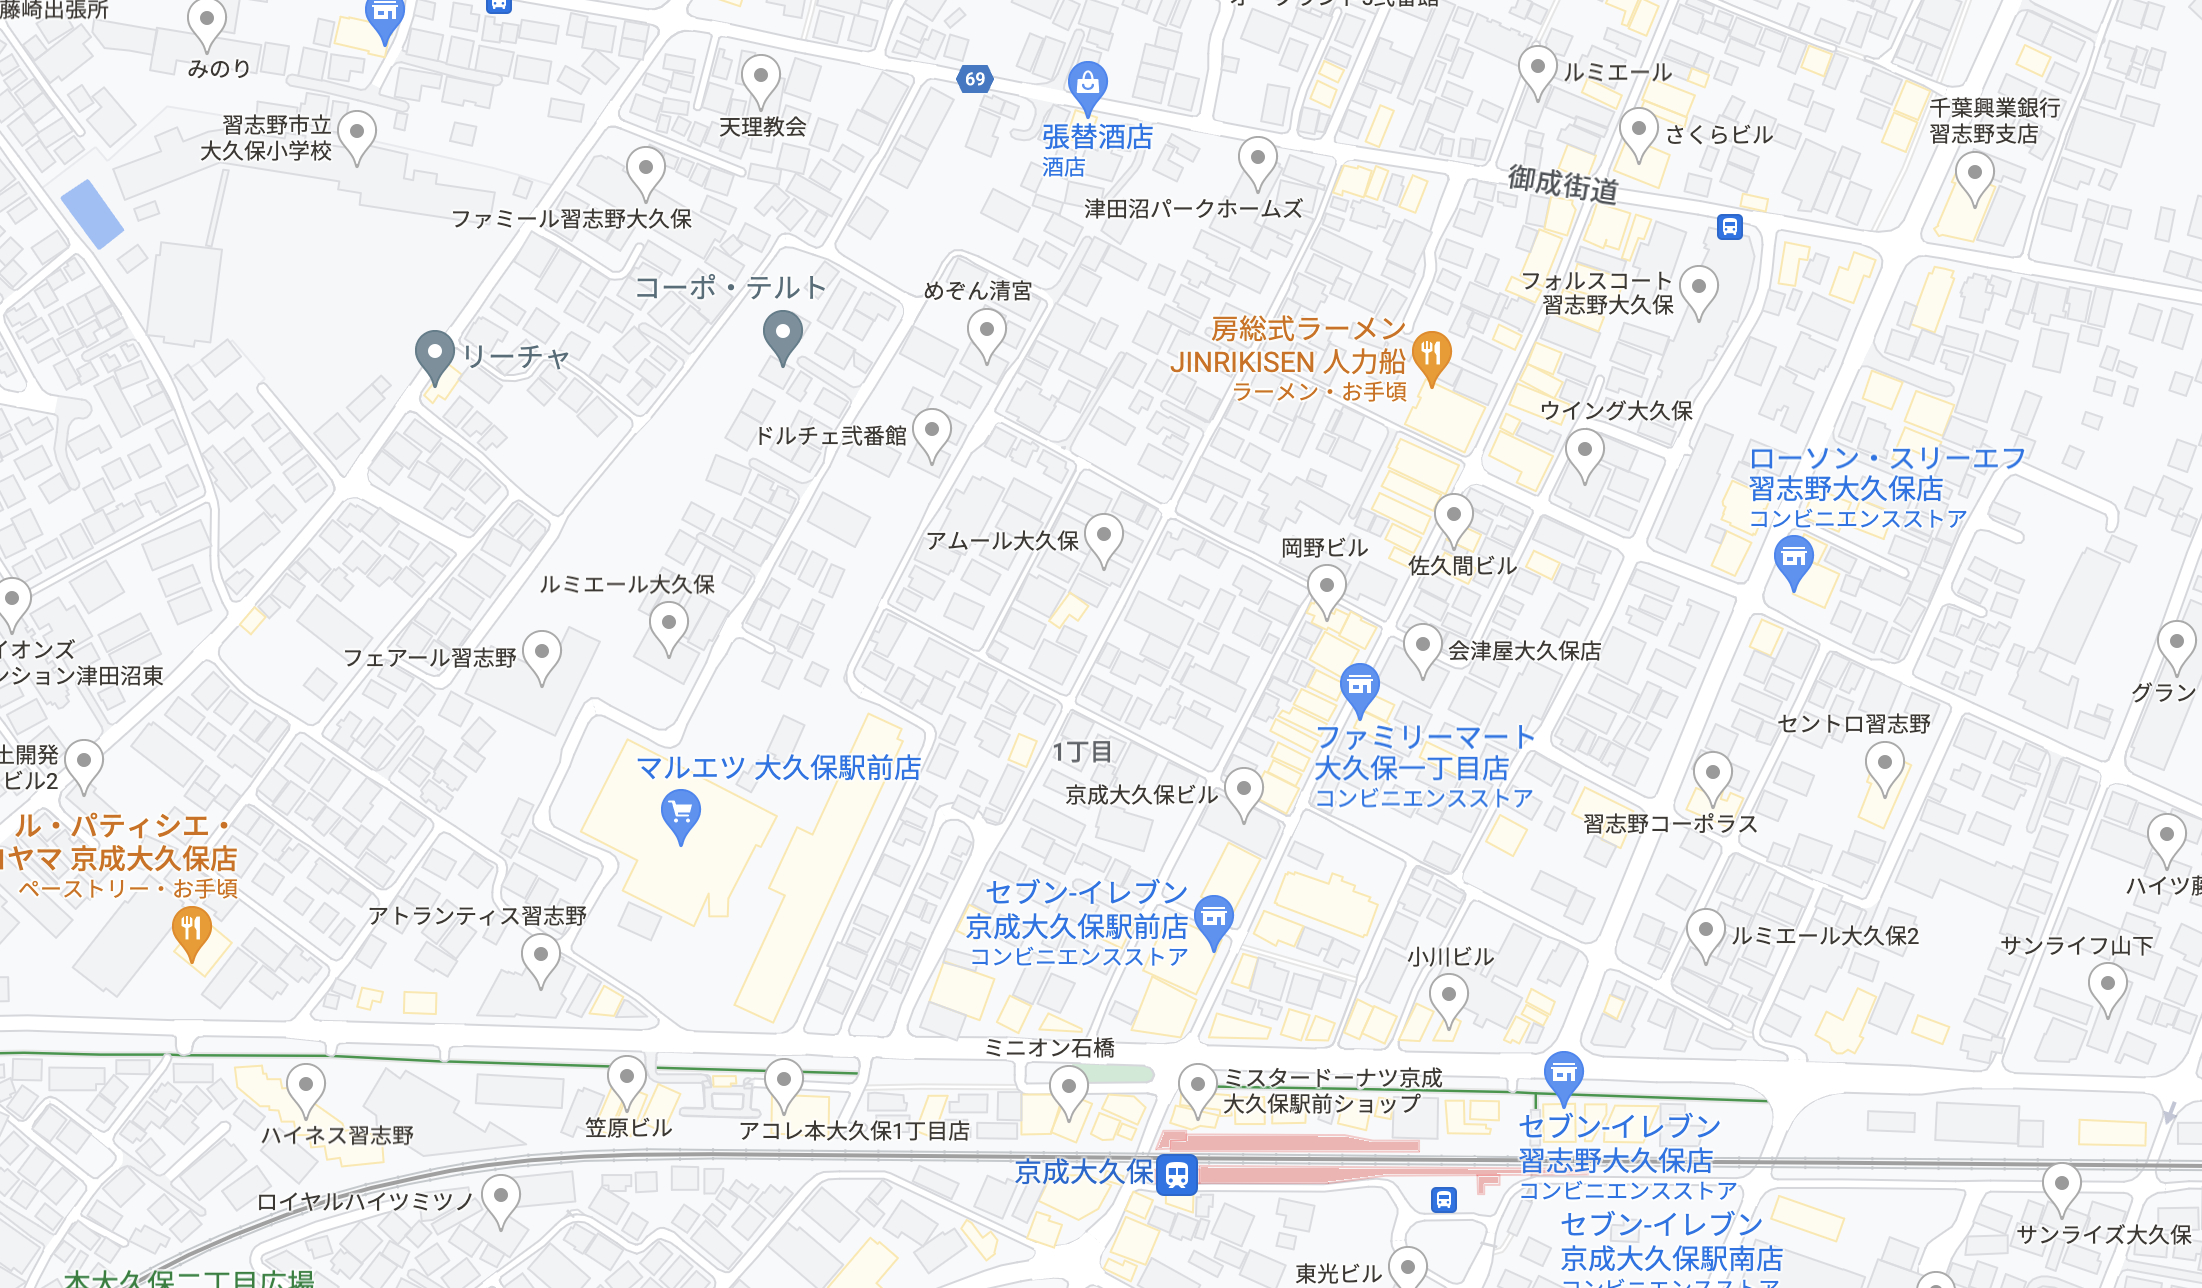 藤崎出張所
みのり
習志野市立
大久保小学校
天理教会
69
張替酒店
酒店
ルミエール
さくらビル
千葉興業銀行
習志野支店
御成街道
ファミール習志野大久保
津田沼パークホームズ
コーポ・テルト
めぞん清宮
フォルスコート
習志野大久保
リーチャ
房総式ラーメン
JINRIKISEN 人力船
ラーメン・お手頃
ドルチェ弐番館
ウイング大久保
ローソン・スリーエフ
習志野大久保店
コンビニエンスストア
アムール大久保
岡野ビル
佐久間ビル
ルミエール大久保
フェアール習志野
会津屋大久保店
イオンズ
ション津田沼東
グラン
セントロ習志野
ファミリーマート
大久保一丁目店
コンビニエンスストア
1丁目
土開発
ビル2
マルエツ 大久保駅前店
京成大久保ビル
習志野コーポラス
ル・パティシエ・
ヤマ 京成大久保店
ペーストリー・お手頃
アトランティス習志野
セブン-イレブン
京成大久保駅前店
コンビニエンスストア
小川ビル
ルミエール大久保2
サンライフ山下
ハイツ藤
ミニオン石橋
ミスタードーナツ京成
大久保駅前ショップ
ハイネス習志野
笠原ビル
アコレ本大久保1丁目店
セブン-イレブン
習志野大久保店
コンビニエンスストア
京成大久保
ロイヤルハイツミツノ
セブン-イレブン
京成大久保駅南店
コンビニエンスストア
サンライズ大久保
東光ビル
本大久保二丁目広場